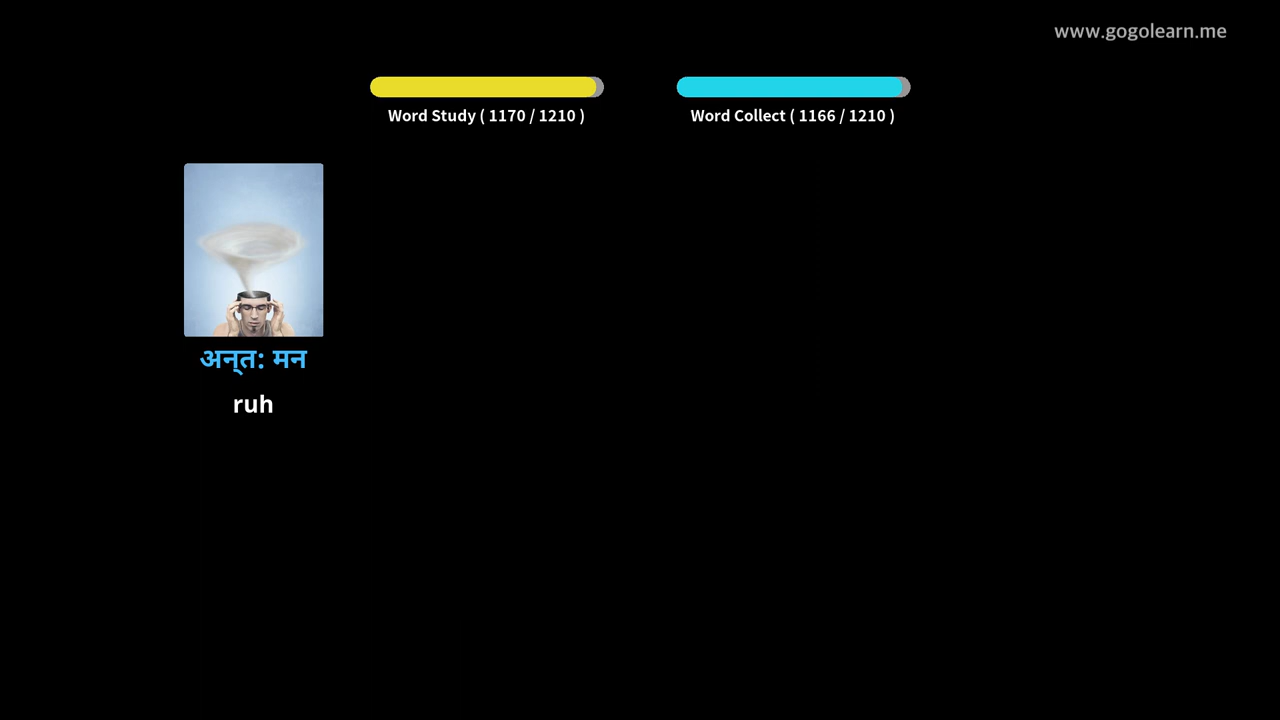 www.gogolearn.me
Word Study ( 1170 / 1210 )
Word Collect ( 1166 / 1210 )
अन्‌त: मन
ruh